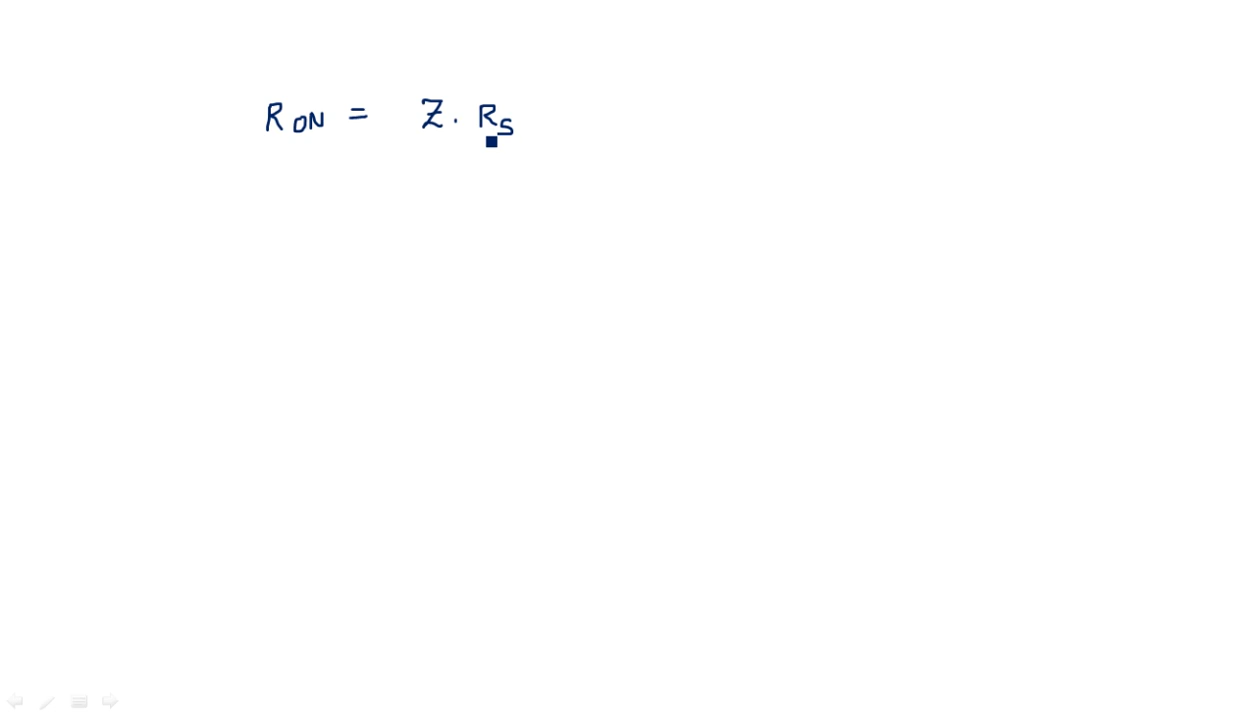 R ON = Z . RS